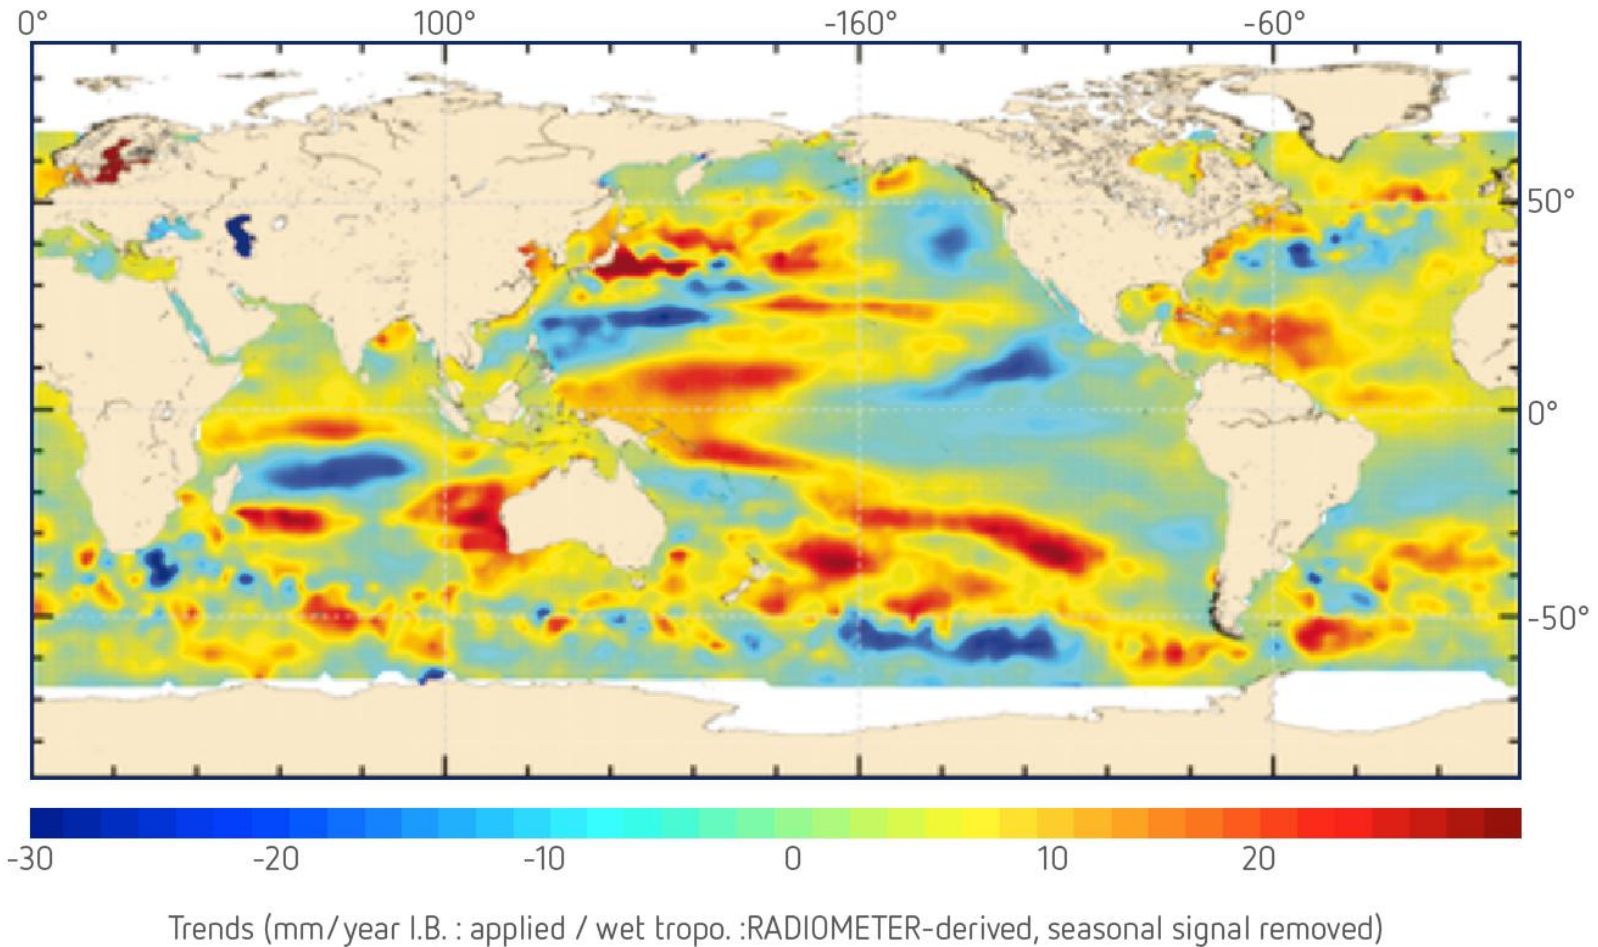 0° 100° -160° -60°
50°
0°
-50°
-30 -20 -10 0 10 20
Trends (mm/year I.B. : applied / wet tropo. :RADIOMETER-derived, seasonal signal removed)